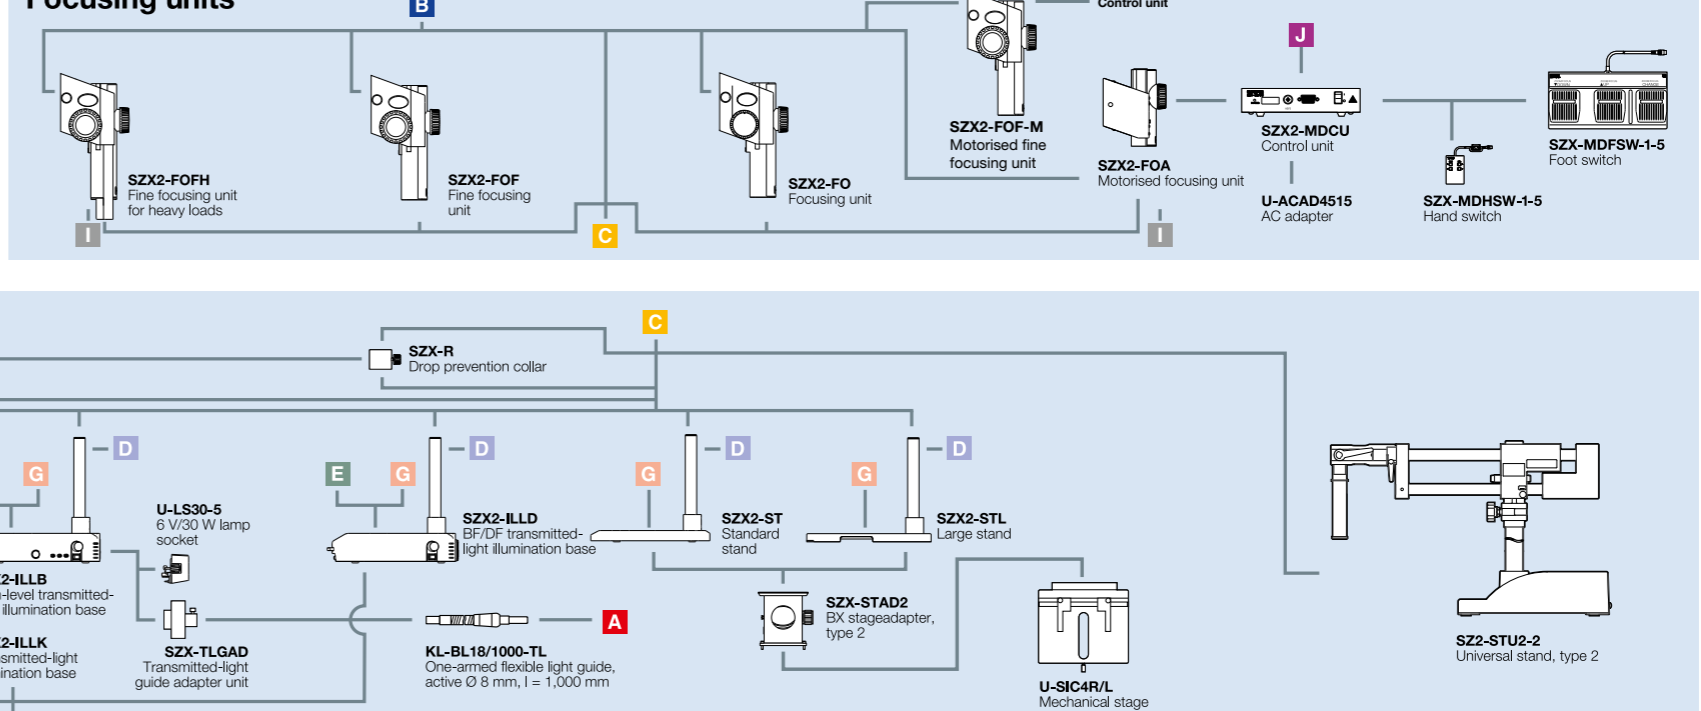 Focusing units
B
Control unit
J
SZX2-FOFH
Fine focusing unit
for heavy loads
SZX2-FOF
Fine focusing
unit
SZX2-FO
Focusing unit
SZX2-FOF-M
Motorised fine
focusing unit
SZX2-FOA
Motorised focusing unit
SZX2-MDCU
Control unit
U-ACAD4515
AC adapter
SZX-MDHSW-1-5
Hand switch
SZX-MDFSW-1-5
Foot switch
I
C
I
C
SZX-R
Drop prevention collar
D
D
D
D
G
E
G
G
G
U-LS30-5
6 V/30 W lamp
socket
SZX2-ILLD
BF/DF transmitted-
light illumination base
SZX2-ST
Standard
stand
SZX2-STL
Large stand
2-ILLB
-level transmitted-
illumination base
2-ILLK
smitted-light
ination base
SZX-TLGAD
Transmitted-light
guide adapter unit
KL-BL18/1000-TL
One-armed flexible light guide,
active Ø 8 mm, l = 1,000 mm
A
SZX-STAD2
BX stageadapter,
type 2
U-SIC4R/L
Mechanical stage
SZ2-STU2-2
Universal stand, type 2